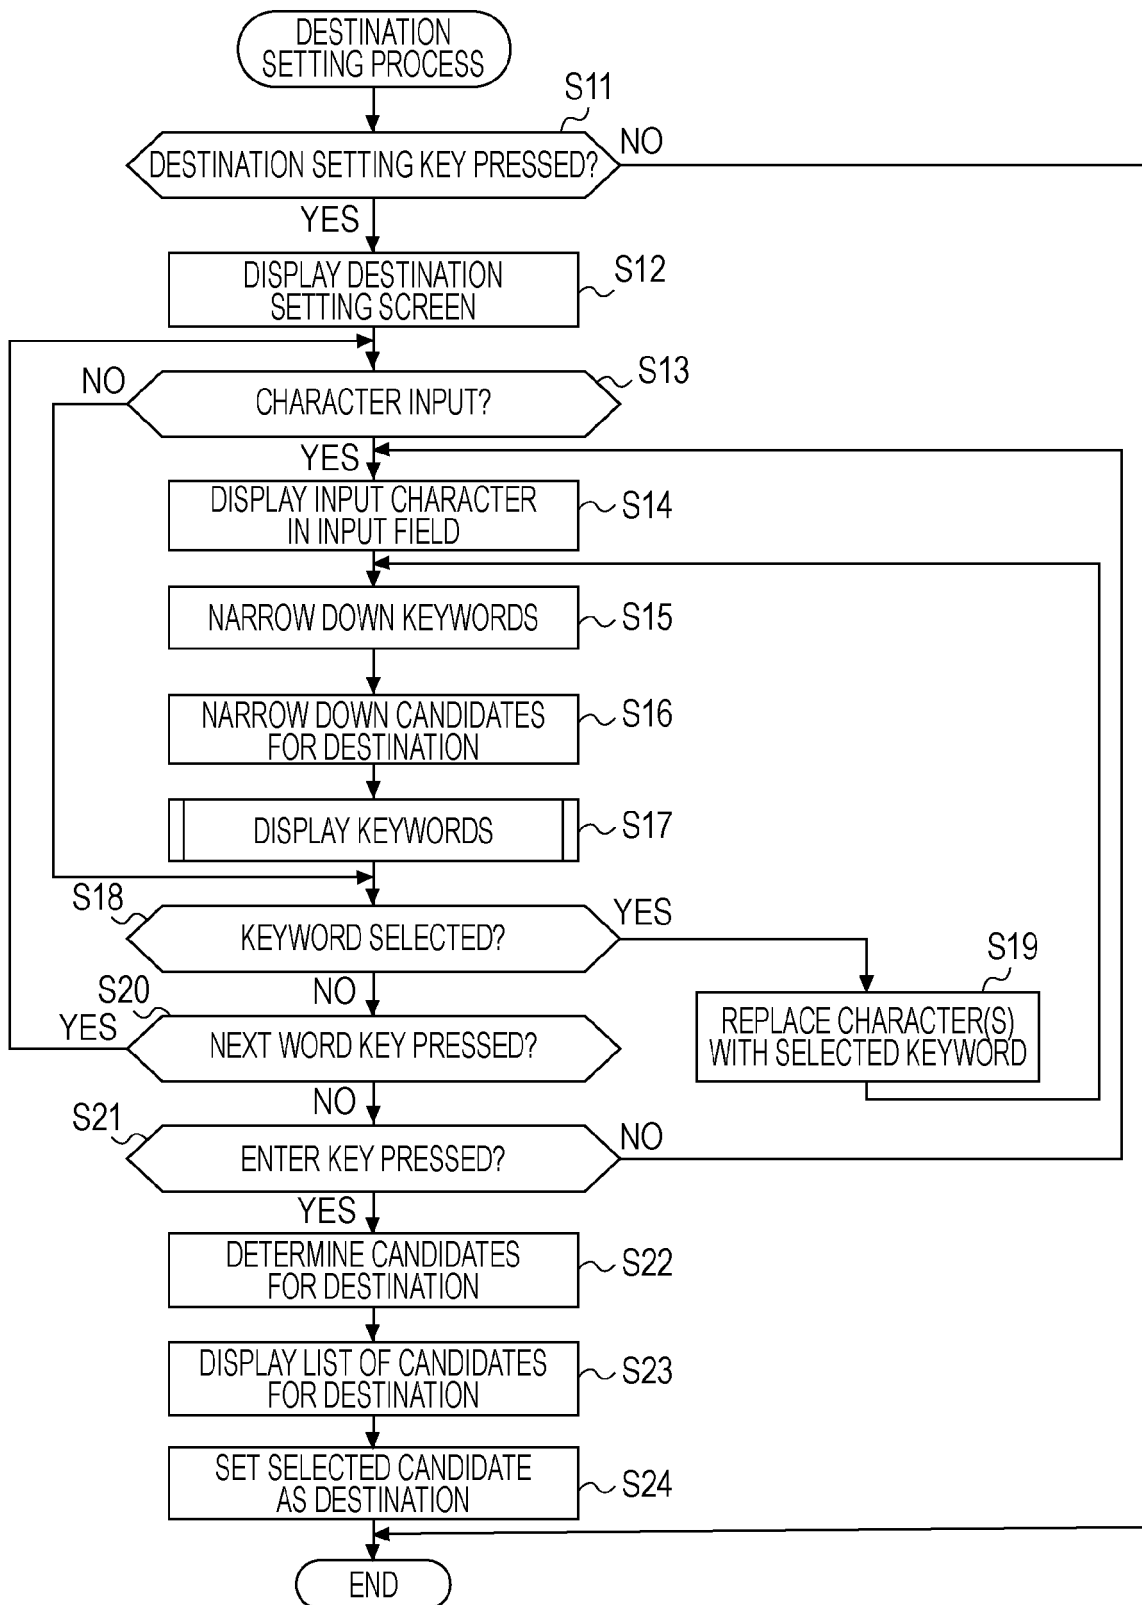 DESTINATION
SETTING PROCESS
S11
DESTINATION SETTING KEY PRESSED?
NO
YES
DISPLAY DESTINATION
SETTING SCREEN
S12
NO
CHARACTER INPUT?
S13
YES
DISPLAY INPUT CHARACTER
IN INPUT FIELD
S14
NARROW DOWN KEYWORDS
S15
NARROW DOWN CANDIDATES
FOR DESTINATION
S16
DISPLAY KEYWORDS
S17
S18
KEYWORD SELECTED?
YES
NO
S19
REPLACE CHARACTER(S)
WITH SELECTED KEYWORD
S20
YES
NEXT WORD KEY PRESSED?
NO
S21
ENTER KEY PRESSED?
NO
YES
DETERMINE CANDIDATES
FOR DESTINATION
S22
DISPLAY LIST OF CANDIDATES
FOR DESTINATION
S23
SET SELECTED CANDIDATE
AS DESTINATION
S24
END